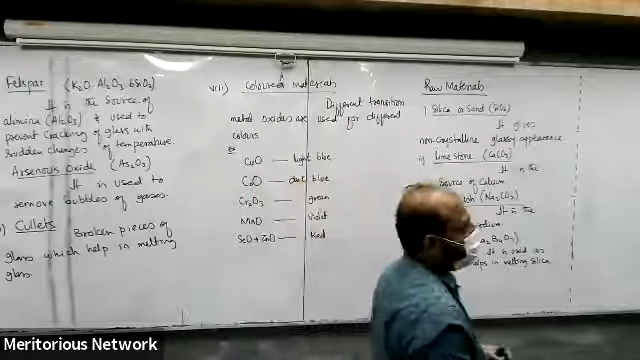 Felspar (K2O. Al2O3. 6SiO2)
It is the source of
alimina (Al2O3) & used to
prevent cracking of glass with
sudden changes of temperature.
Arsenous Oxide (As2O3)
It is used to
remove bubbles of gases.
Cullets Broken pieces of
glass which help in melting
glass.
viii) Coloured materials
Different transition
metal oxides are used for different
colours.
CuO — light blue
CoO — dark blue
Cr2O3 — green
MnO — violet
SeO + ZnO — Red
Raw Materials
i) Silica or Sand (SiO2)
It gives
non-crystalline glassy appearance.
ii) lime stone (CaCO3)
It is the
Source of Calcium
(Na2CO3)
It is the
It is used as
helps in melting silica
Meritorious Network